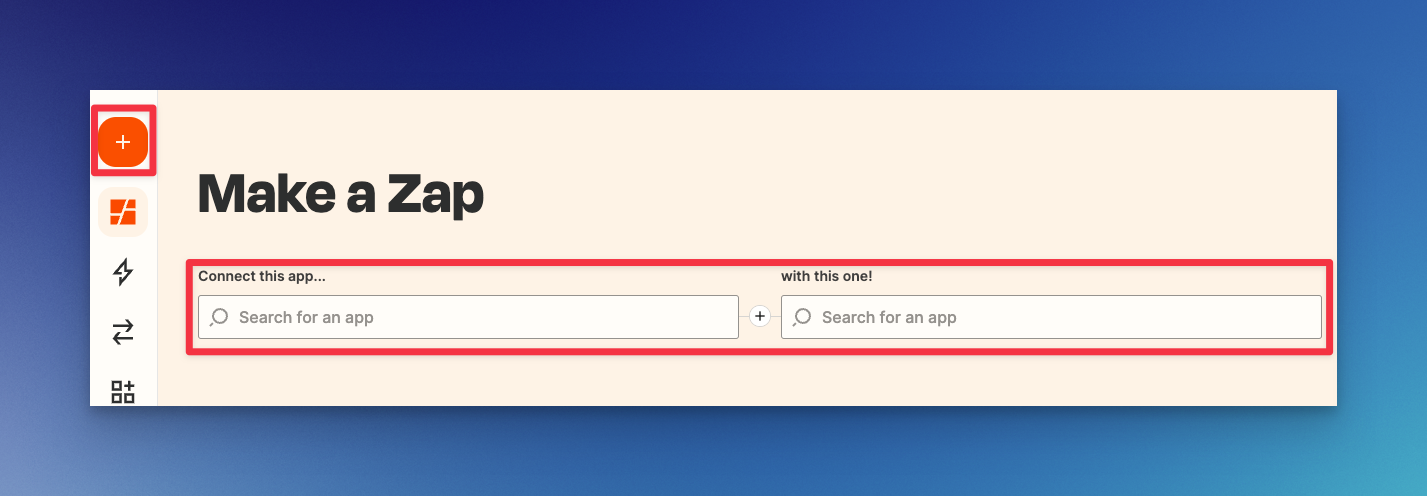 Make a Zap
Connect this app...
with this one!
Search for an app
Search for an app